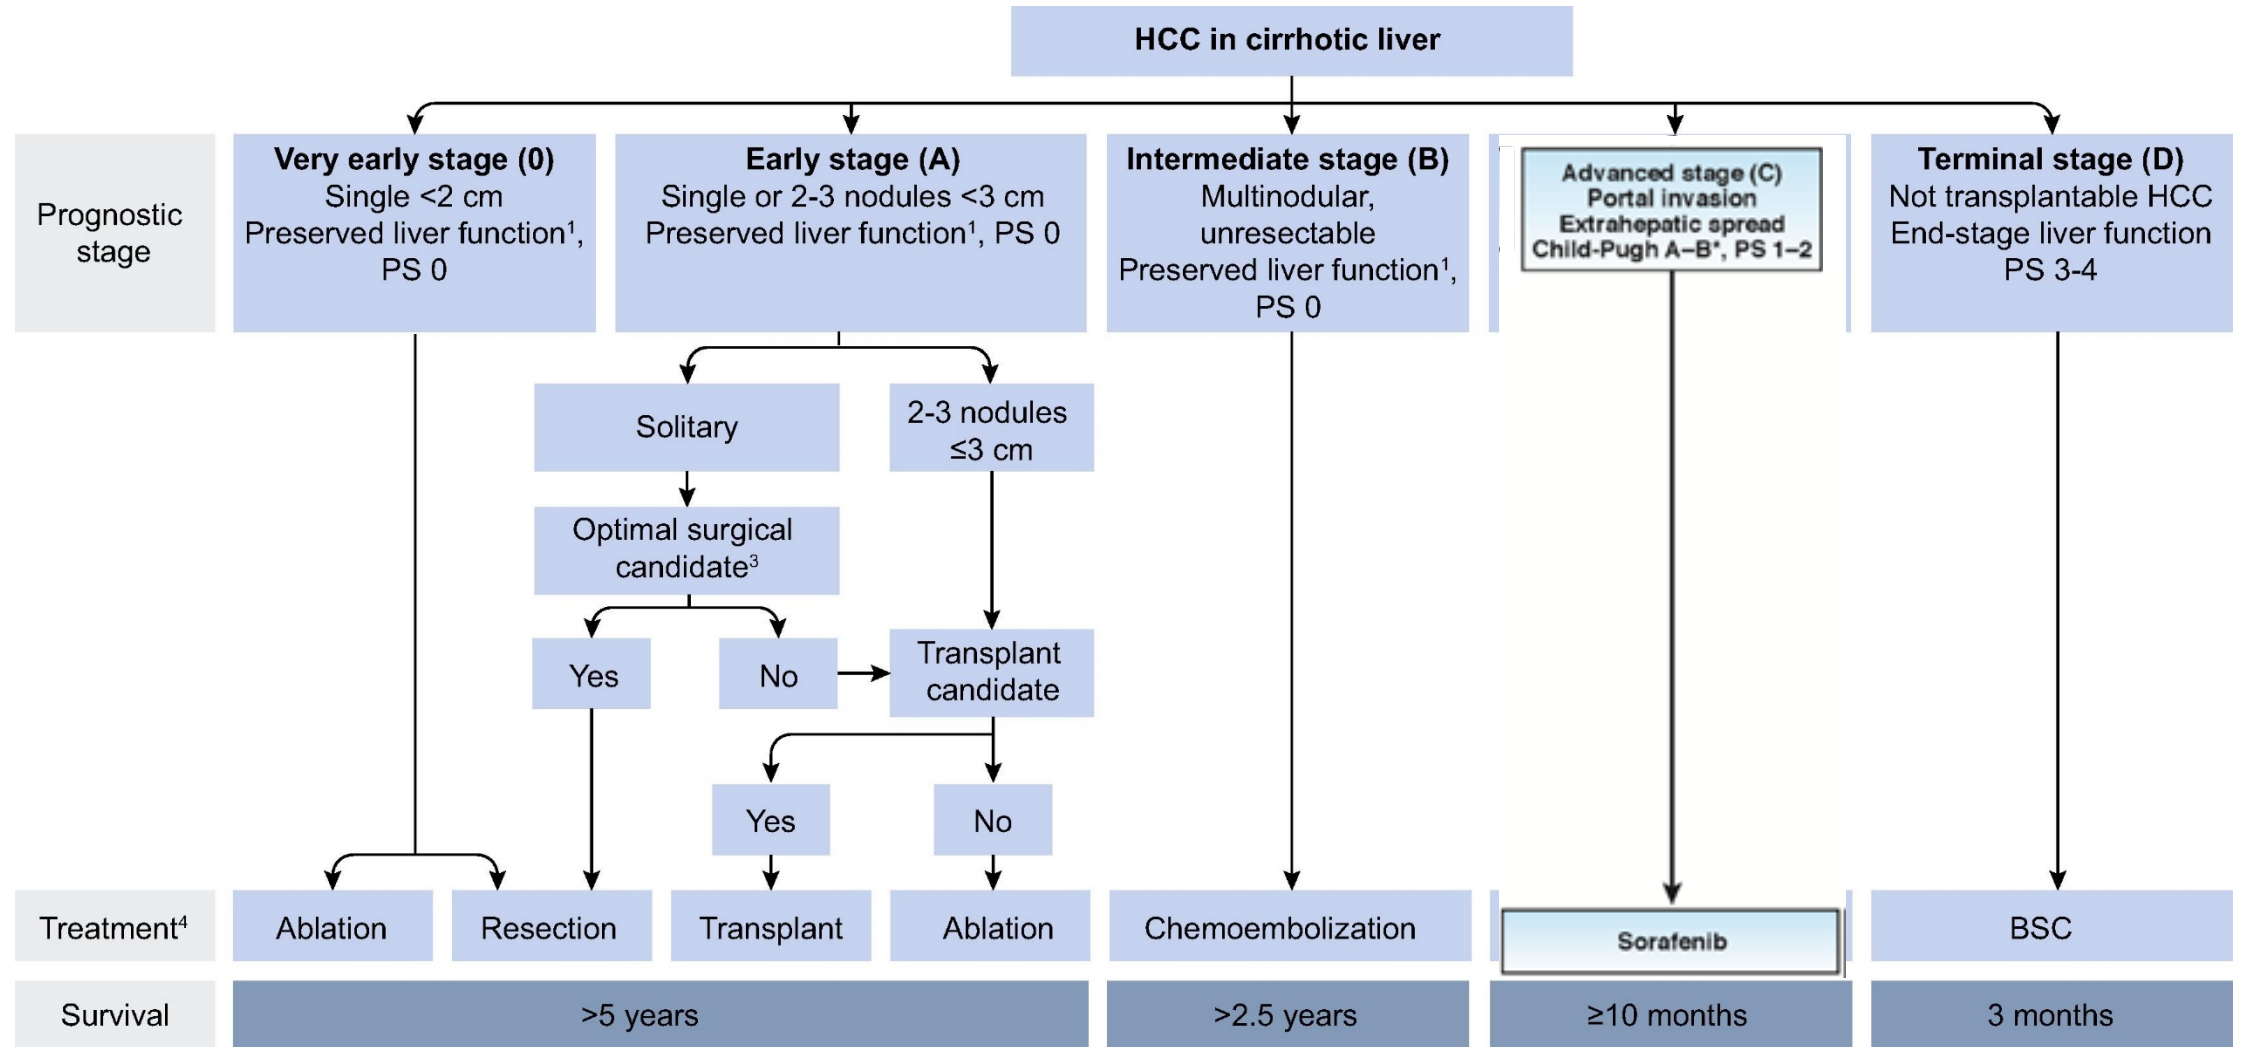 HCC in cirrhotic liver
Prognostic
stage
Very early stage (0)
Single <2 cm
Preserved liver function¹,
PS 0
Early stage (A)
Single or 2-3 nodules <3 cm
Preserved liver function¹, PS 0
Intermediate stage (B)
Multinodular,
unresectable
Preserved liver function¹,
PS 0
Advanced stage (C)
Portal invasion
Extrahepatic spread
Child-Pugh A–B*, PS 1–2
Terminal stage (D)
Not transplantable HCC
End-stage liver function
PS 3-4
Solitary
2-3 nodules
≤3 cm
Optimal surgical
candidate³
Yes
No
Transplant
candidate
Yes
No
Treatment⁴
Ablation
Resection
Transplant
Ablation
Chemoembolization
Sorafenib
BSC
Survival
>5 years
>2.5 years
≥10 months
3 months